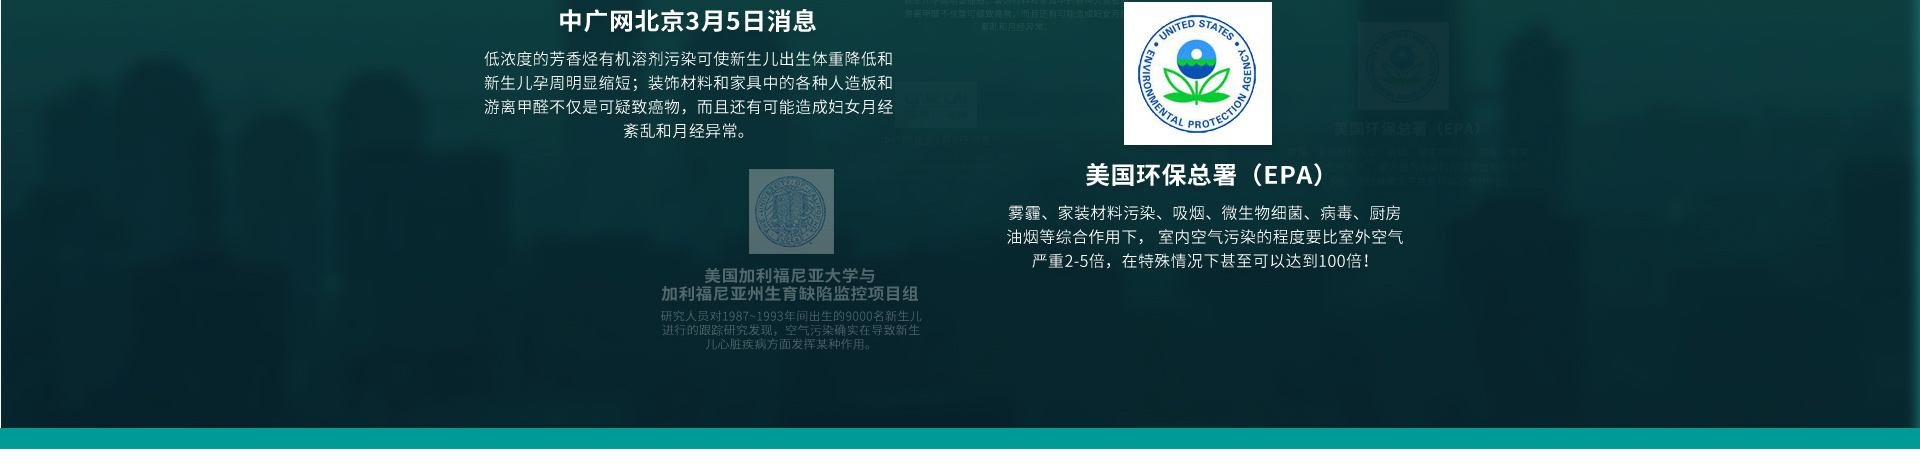 中广网北京3月5日消息
低浓度的芳香烃有机溶剂污染可使新生儿出生体重降低和
新生儿孕周明显缩短；装饰材料和家具中的各种人造板和
游离甲醛不仅是可疑致癌物，而且还有可能造成妇女月经
紊乱和月经异常。
UNITED STATES
ENVIRONMENTAL PROTECTION AGENCY
美国环保总署（EPA）
雾霾、家装材料污染、吸烟、微生物细菌、病毒、厨房
油烟等综合作用下， 室内空气污染的程度要比室外空气
严重2-5倍，在特殊情况下甚至可以达到100倍！
美国加利福尼亚大学与
加利福尼亚州生育缺陷监控项目组
研究人员对1987~1993年间出生的9000名新生儿
进行的跟踪研究发现，空气污染确实在导致新生
儿心脏疾病方面发挥某种作用。
美国环保总署（EPA）